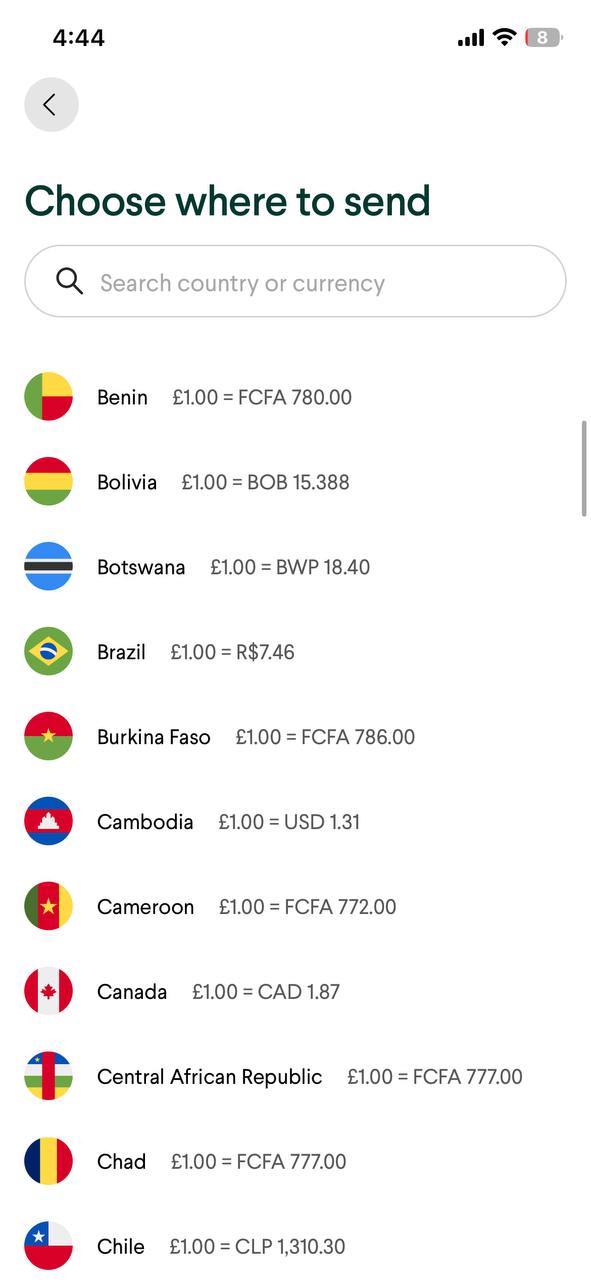 4:44
8
Choose where to send
Search country or currency
Benin £1.00 = FCFA 780.00
Bolivia £1.00 = BOB 15.388
Botswana £1.00 = BWP 18.40
Brazil £1.00 = R$7.46
Burkina Faso £1.00 = FCFA 786.00
Cambodia £1.00 = USD 1.31
Cameroon £1.00 = FCFA 772.00
Canada £1.00 = CAD 1.87
Central African Republic £1.00 = FCFA 777.00
Chad £1.00 = FCFA 777.00
Chile £1.00 = CLP 1,310.30